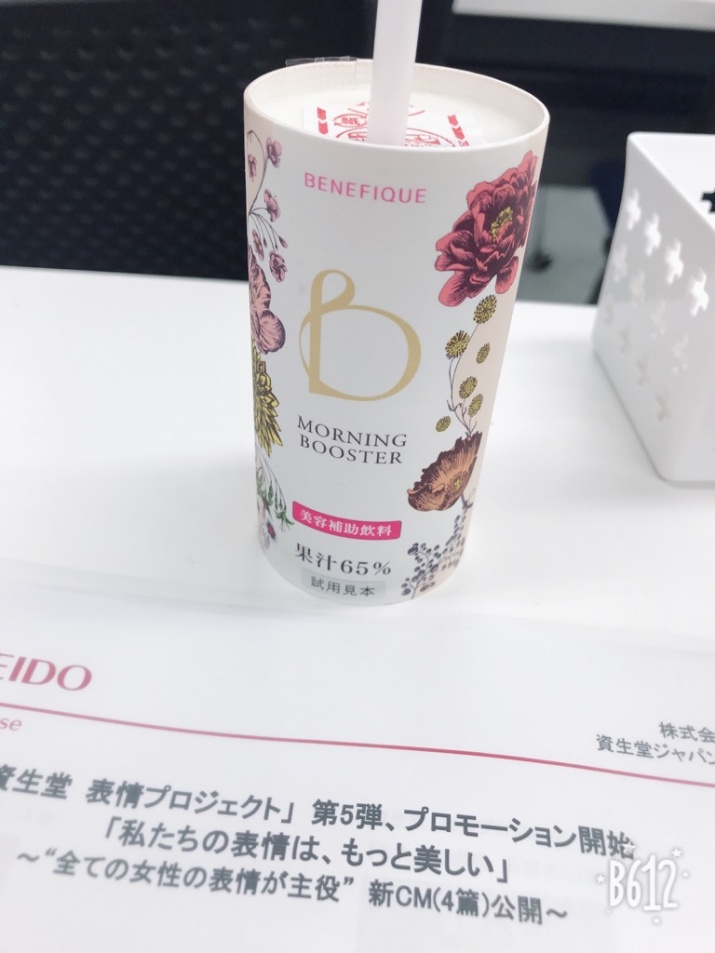 BENEFIQUE
MORNING
BOOSTER
美容補助飲料
果汁65%
試用見本
EIDO
se
株式会
資生堂ジャパン
資生堂 表情プロジェクト」 第5弾、プロモーション開始
「私たちの表情は、もっと美しい」
～“全ての女性の表情が主役” 新CM(4篇)公開～
B612